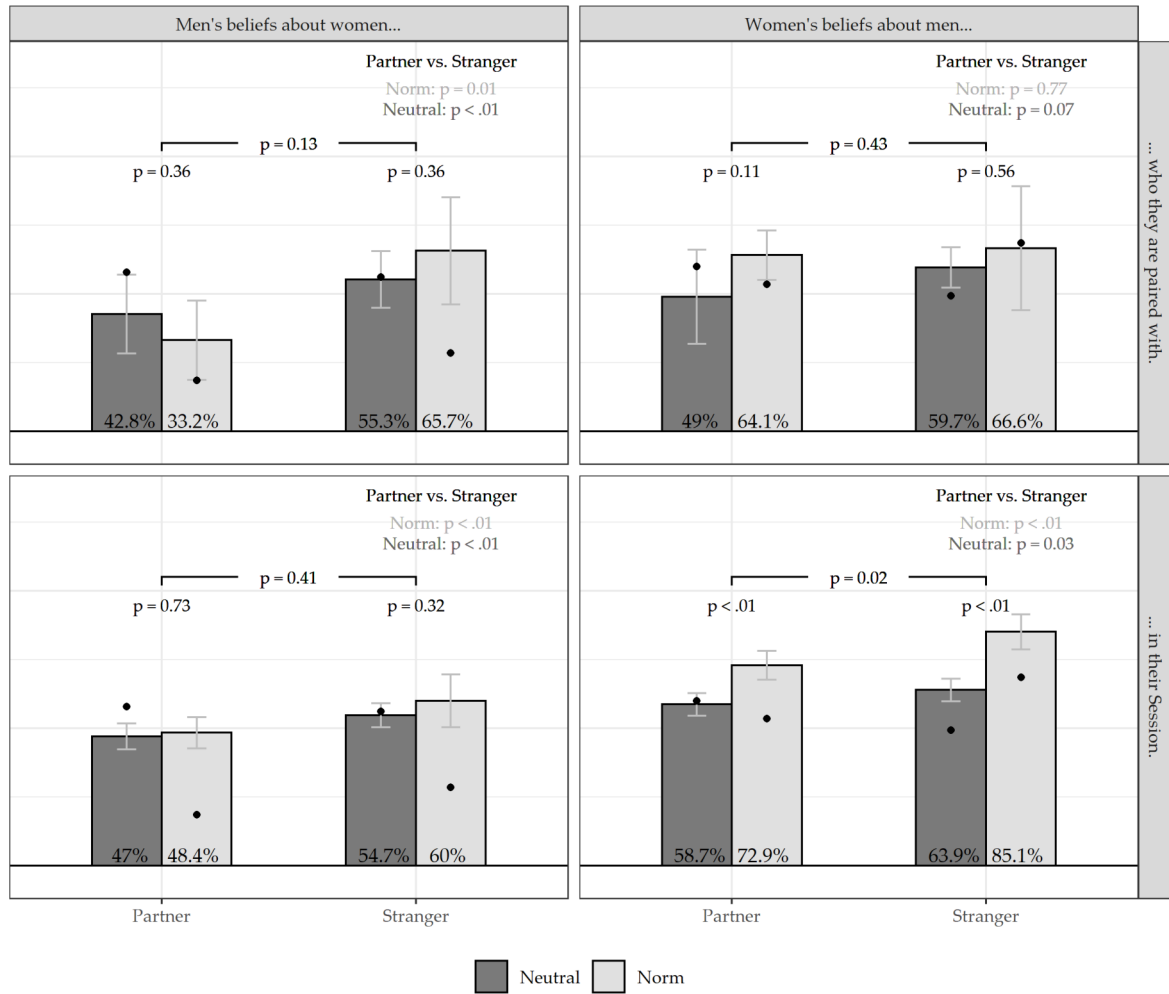 Men's beliefs about women...
Women's beliefs about men...
Partner vs. Stranger
Norm: p = 0.01
Neutral: p < .01
p = 0.13
p = 0.36
p = 0.36
42.8%
33.2%
55.3%
65.7%
Partner vs. Stranger
Norm: p = 0.77
Neutral: p = 0.07
p = 0.43
p = 0.11
p = 0.56
49%
64.1%
59.7%
66.6%
... who they are paired with.
Partner vs. Stranger
Norm: p < .01
Neutral: p < .01
p = 0.41
p = 0.73
p = 0.32
47%
48.4%
54.7%
60%
Partner vs. Stranger
Norm: p < .01
Neutral: p = 0.03
p = 0.02
p < .01
p < .01
58.7%
72.9%
63.9%
85.1%
... in their Session.
Partner
Stranger
Partner
Stranger
Neutral
Norm